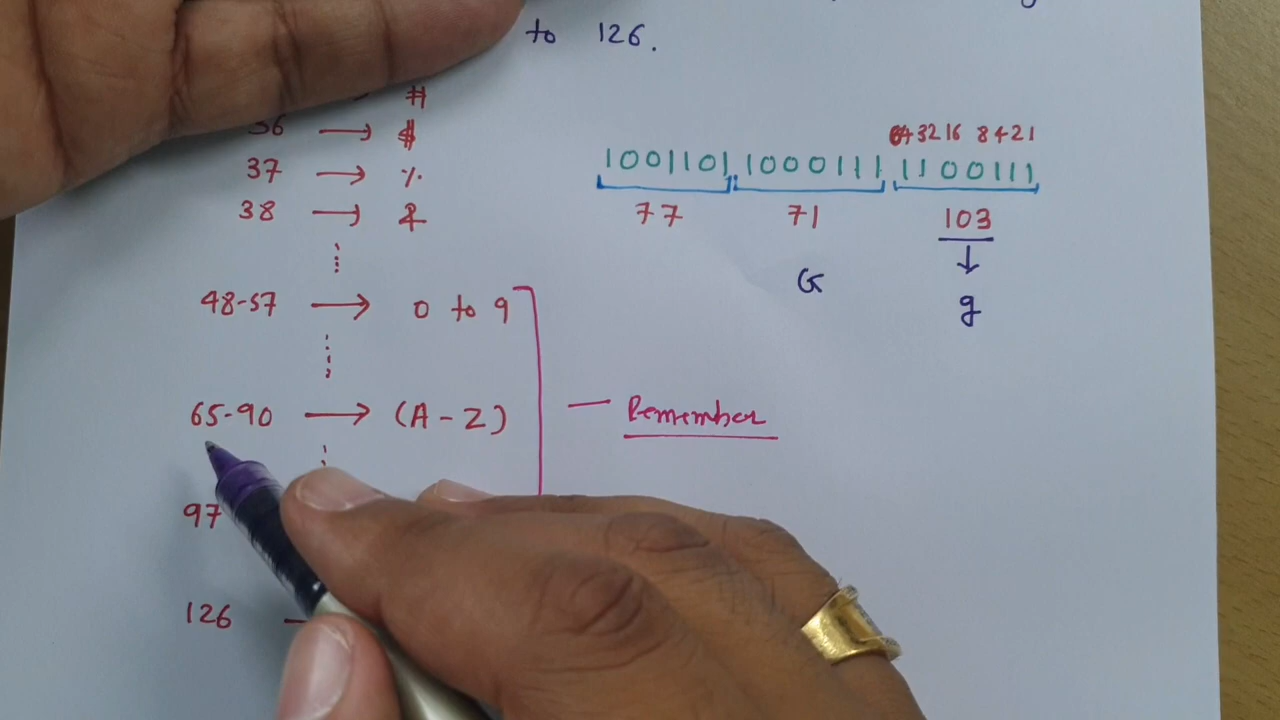 to 126.
→ #
36 → $
64 32 16 8 4 2 1
1001101 1000111 1100111
37 → %
38 → &
77 71 103
↓
G g
48-57 → 0 to 9
65-90 → (A-Z)
Remember
97
126